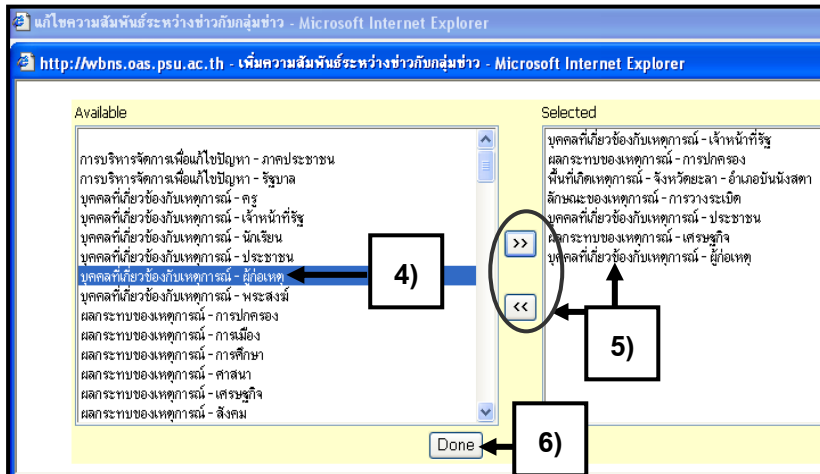 แก้ไขความสัมพันธ์ระหว่างข่าวกับกลุ่มข่าว - Microsoft Internet Explorer
http://wbns.oas.psu.ac.th - เพิ่มความสัมพันธ์ระหว่างข่าวกับกลุ่มข่าว - Microsoft Internet Explorer
Available
การบริหารจัดการเพื่อแก้ไขปัญหา - ภาคประชาชน
การบริหารจัดการเพื่อแก้ไขปัญหา - รัฐบาล
บุคคลที่เกี่ยวข้องกับเหตุการณ์ - ครู
บุคคลที่เกี่ยวข้องกับเหตุการณ์ - เจ้าหน้าที่รัฐ
บุคคลที่เกี่ยวข้องกับเหตุการณ์ - นักเรียน
บุคคลที่เกี่ยวข้องกับเหตุการณ์ - ประชาชน
บุคคลที่เกี่ยวข้องกับเหตุการณ์ - ผู้ก่อเหตุ
บุคคลที่เกี่ยวข้องกับเหตุการณ์ - พระสงฆ์
ผลกระทบของเหตุการณ์ - การปกครอง
ผลกระทบของเหตุการณ์ - การเมือง
ผลกระทบของเหตุการณ์ - การศึกษา
ผลกระทบของเหตุการณ์ - ศาสนา
ผลกระทบของเหตุการณ์ - เศรษฐกิจ
ผลกระทบของเหตุการณ์ - สังคม
4)
>>
<<
Selected
บุคคลที่เกี่ยวข้องกับเหตุการณ์ - เจ้าหน้าที่รัฐ
ผลกระทบของเหตุการณ์ - การปกครอง
พื้นที่เกิดเหตุการณ์ - จังหวัดยะลา - อำเภอบันนังสตา
ลักษณะของเหตุการณ์ - การวางระเบิด
บุคคลที่เกี่ยวข้องกับเหตุการณ์ - ประชาชน
ผลกระทบของเหตุการณ์ - เศรษฐกิจ
บุคคลที่เกี่ยวข้องกับเหตุการณ์ - ผู้ก่อเหตุ
5)
Done
6)